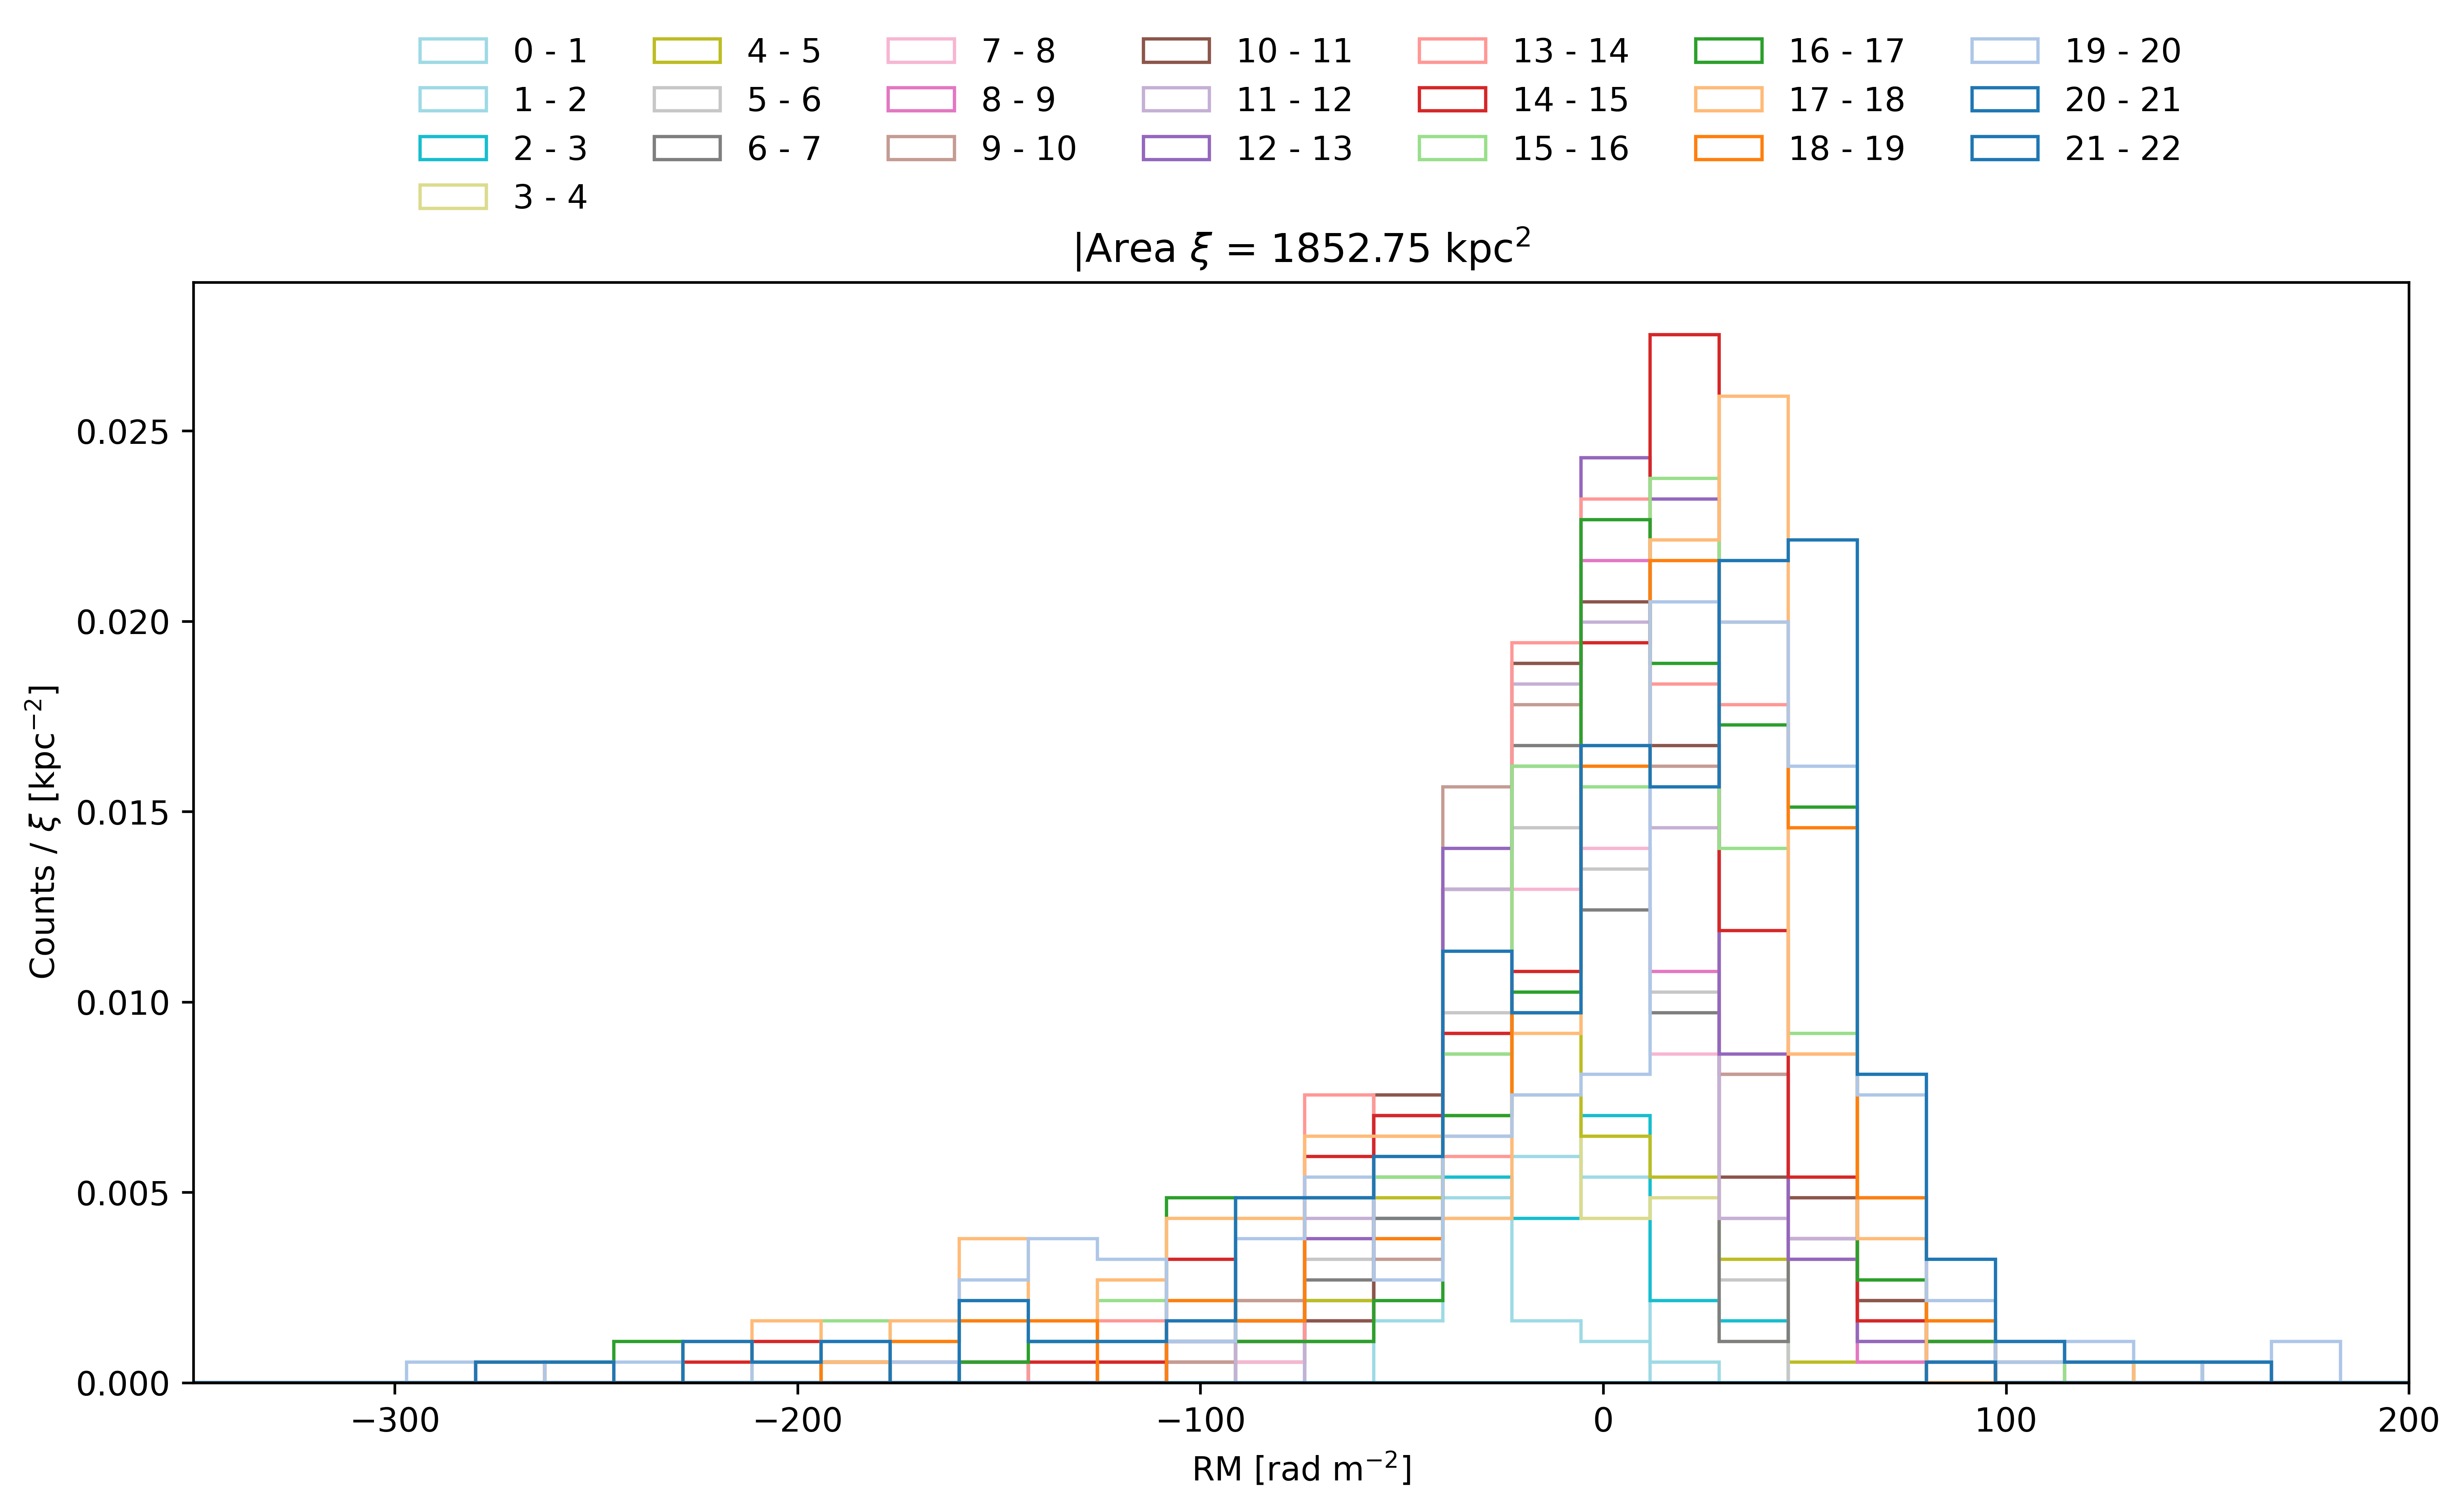 0 - 1 4 - 5 7 - 8 10 - 11 13 - 14 16 - 17 19 - 20
1 - 2 5 - 6 8 - 9 11 - 12 14 - 15 17 - 18 20 - 21
2 - 3 6 - 7 9 - 10 12 - 13 15 - 16 18 - 19 21 - 22
3 - 4
|Area ξ = 1852.75 kpc²
0.025
0.020
0.015
0.010
0.005
0.000
Counts / ξ [kpc⁻²]
−300 −200 −100 0 100 200
RM [rad m⁻²]